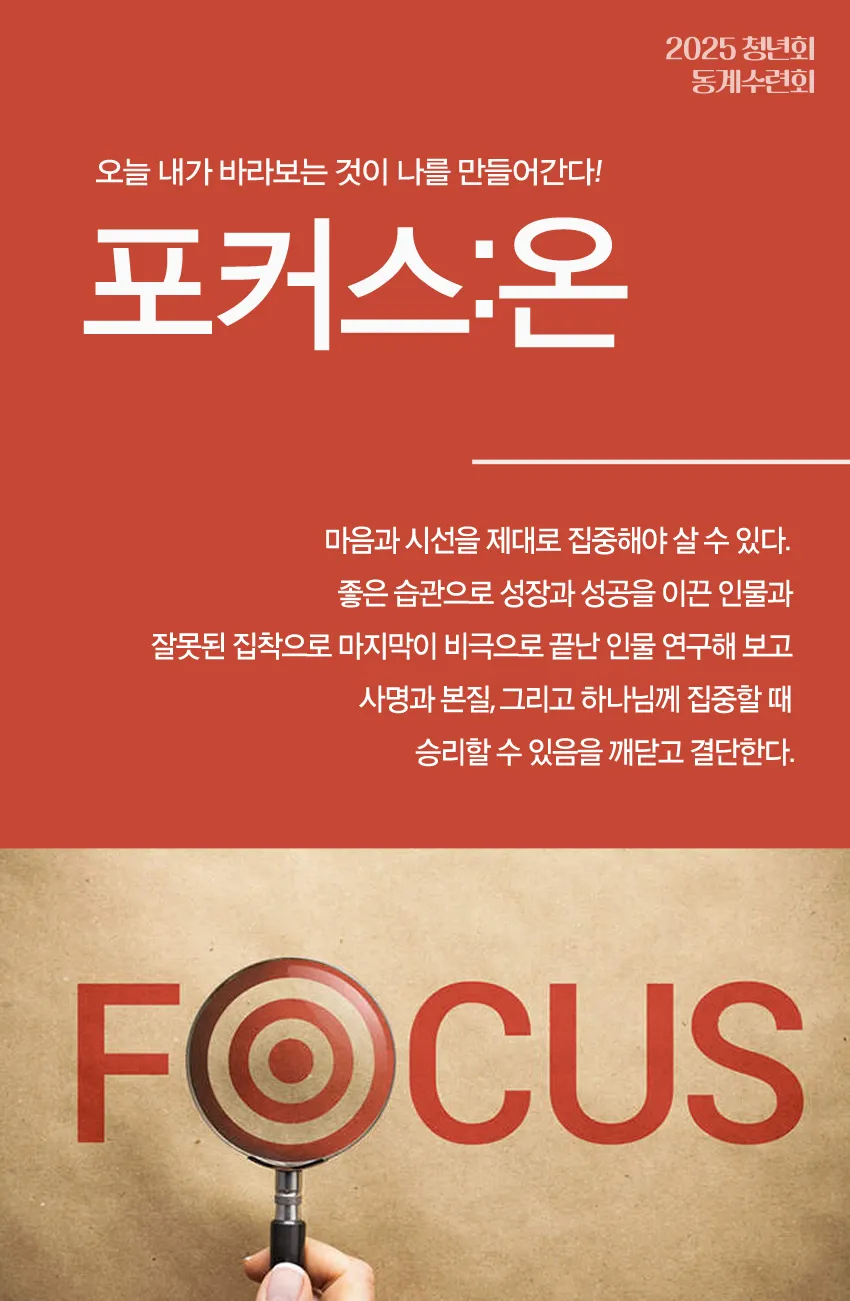 2025 청년회
동계수련회
오늘 내가 바라보는 것이 나를 만들어간다!
포커스:온
마음과 시선을 제대로 집중해야 살 수 있다.
좋은 습관으로 성장과 성공을 이끈 인물과
잘못된 집착으로 마지막이 비극으로 끝난 인물 연구해 보고
사명과 본질, 그리고 하나님께 집중할 때
승리할 수 있음을 깨닫고 결단한다.
FOCUS